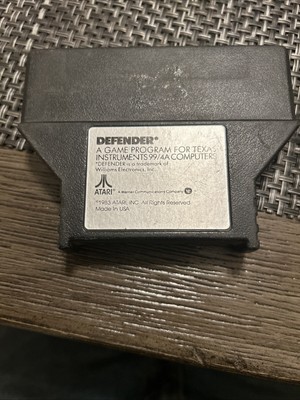 DEFENDER*
A GAME PROGRAM FOR TEXAS
INSTRUMENTS 99/4A COMPUTER.
*DEFENDER is a trademark of
Williams Electronics, Inc.
ATARI® A Warner Communications Company
©1983 ATARI, INC. All Rights Reserved.
Made in USA